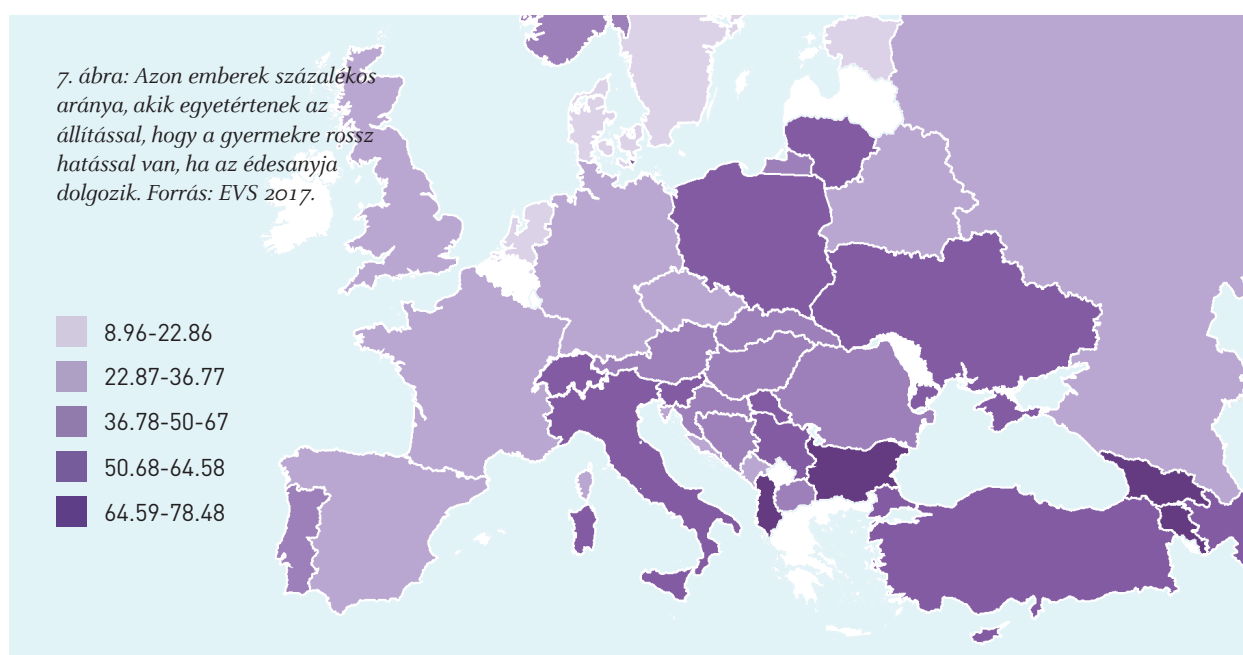 7. ábra: Azon emberek százalékos
aránya, akik egyetértenek az
állítással, hogy a gyermekre rossz
hatással van, ha az édesanyja
dolgozik. Forrás: EVS 2017.
8.96-22.86
22.87-36.77
36.78-50-67
50.68-64.58
64.59-78.48